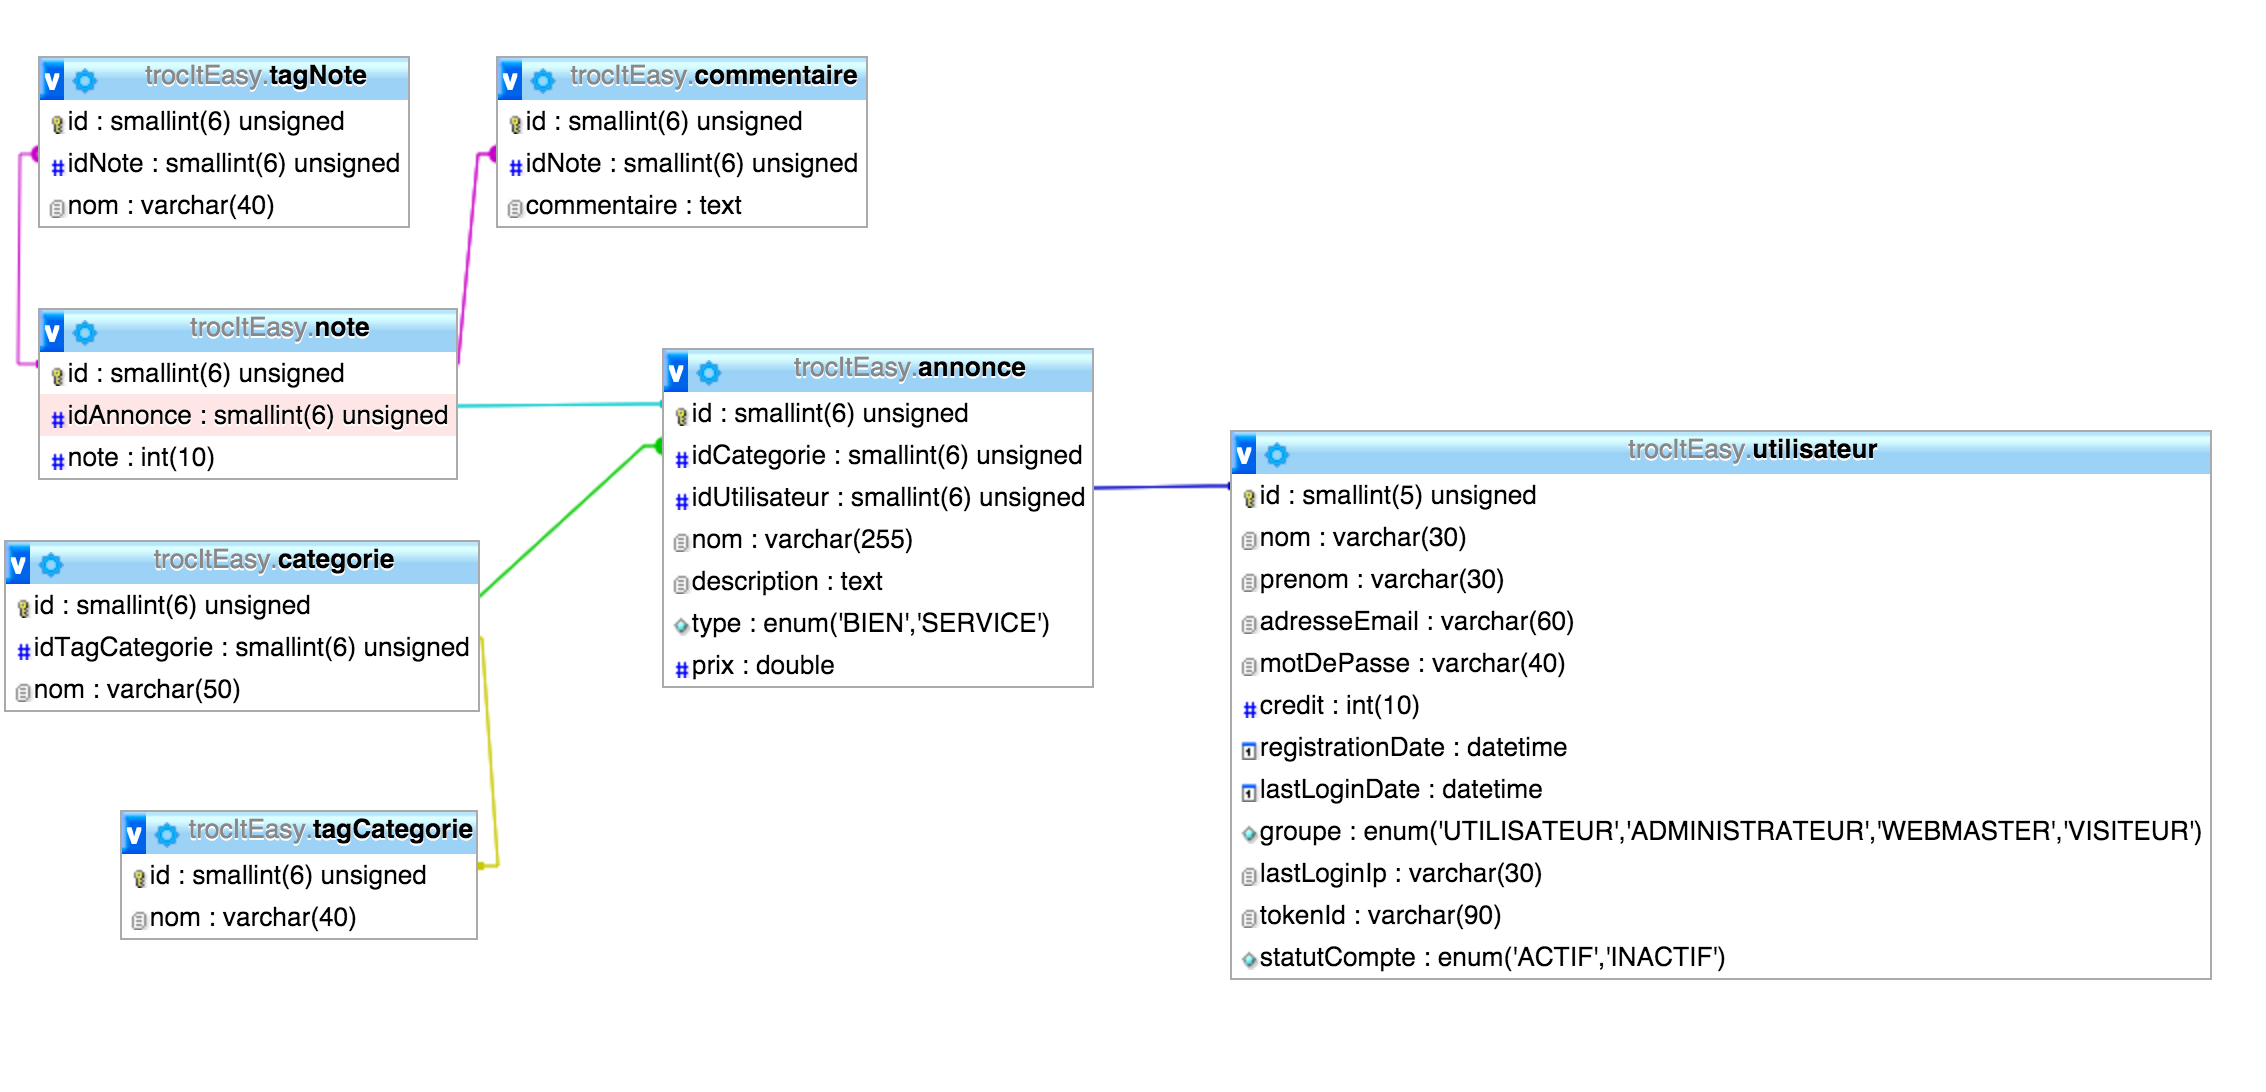 v trocItEasy.tagNote
id : smallint(6) unsigned
idNote : smallint(6) unsigned
nom : varchar(40)
v trocItEasy.commentaire
id : smallint(6) unsigned
idNote : smallint(6) unsigned
commentaire : text
v trocItEasy.note
id : smallint(6) unsigned
idAnnonce : smallint(6) unsigned
note : int(10)
v trocItEasy.annonce
id : smallint(6) unsigned
idCategorie : smallint(6) unsigned
idUtilisateur : smallint(6) unsigned
nom : varchar(255)
description : text
type : enum('BIEN','SERVICE')
prix : double
v trocItEasy.utilisateur
id : smallint(5) unsigned
nom : varchar(30)
prenom : varchar(30)
adresseEmail : varchar(60)
motDePasse : varchar(40)
credit : int(10)
registrationDate : datetime
lastLoginDate : datetime
groupe : enum('UTILISATEUR','ADMINISTRATEUR','WEBMASTER','VISITEUR')
lastLoginIp : varchar(30)
tokenId : varchar(90)
statutCompte : enum('ACTIF','INACTIF')
v trocItEasy.categorie
id : smallint(6) unsigned
idTagCategorie : smallint(6) unsigned
nom : varchar(50)
v trocItEasy.tagCategorie
id : smallint(6) unsigned
nom : varchar(40)